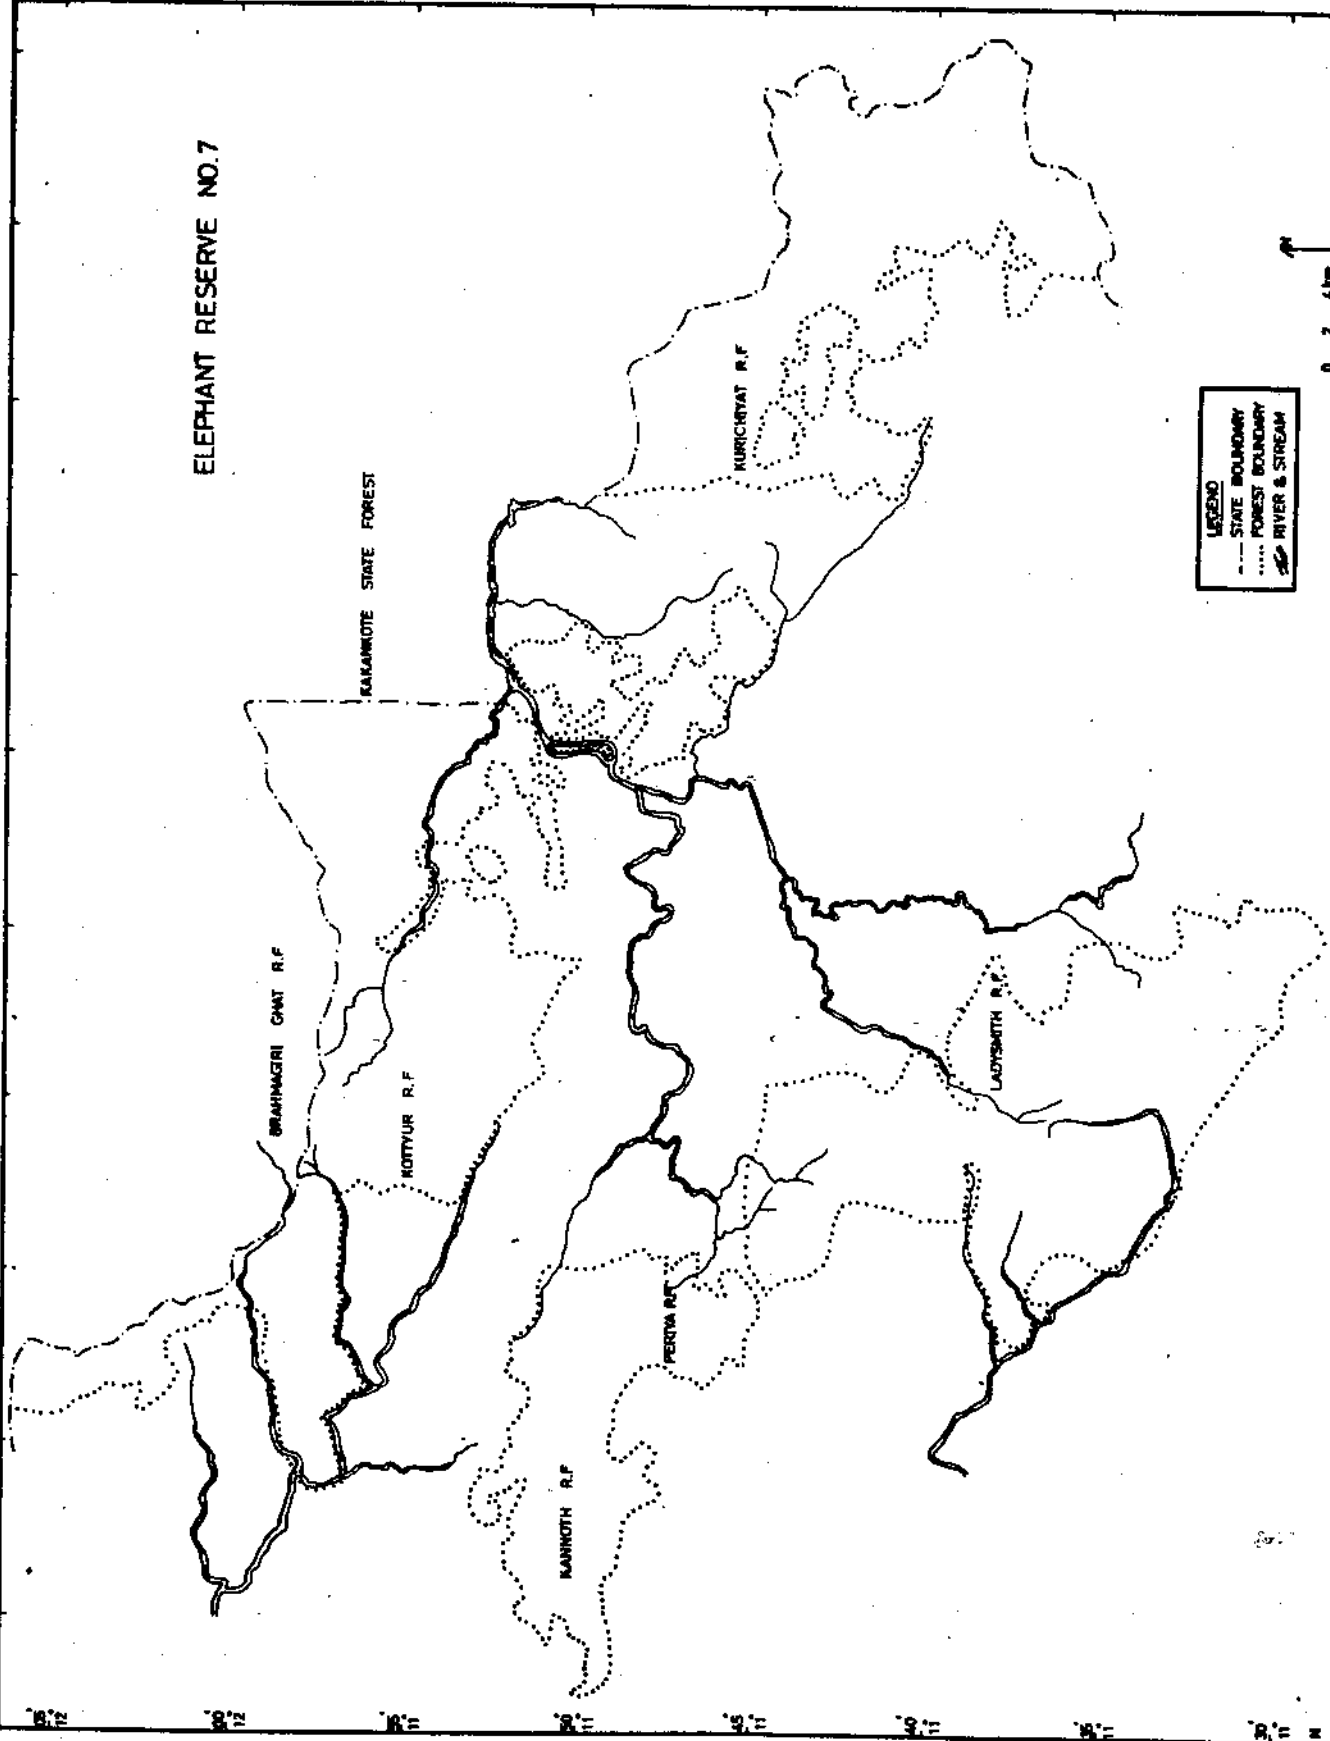 ELEPHANT RESERVE NO.7
KAKANKOTE STATE FOREST
BRAHMAGIRI GHAT R.F
KOTTYUR R.F
KURICHIYAT R.F
LADYSMITH R.F
PERIYA R.F
KANNOTH R.F
LEGEND
STATE BOUNDARY
FOREST BOUNDARY
RIVER & STREAM
N